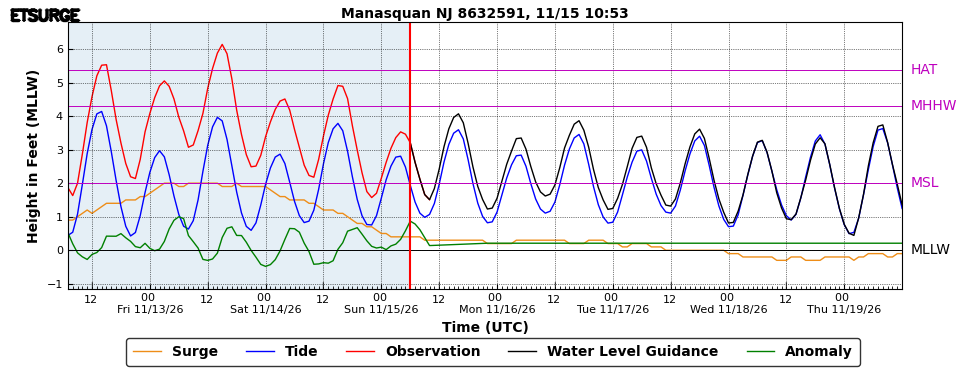 ETSURGE
Manasquan NJ 8632591, 11/15 10:53
Height in Feet (MLLW)
6
5
4
3
2
1
0
−1
HAT
MHHW
MSL
MLLW
12 00 12 00 12 00 12 00 12 00 12 00 12 00
Fri 11/13/26 Sat 11/14/26 Sun 11/15/26 Mon 11/16/26 Tue 11/17/26 Wed 11/18/26 Thu 11/19/26
Time (UTC)
Surge Tide Observation Water Level Guidance Anomaly